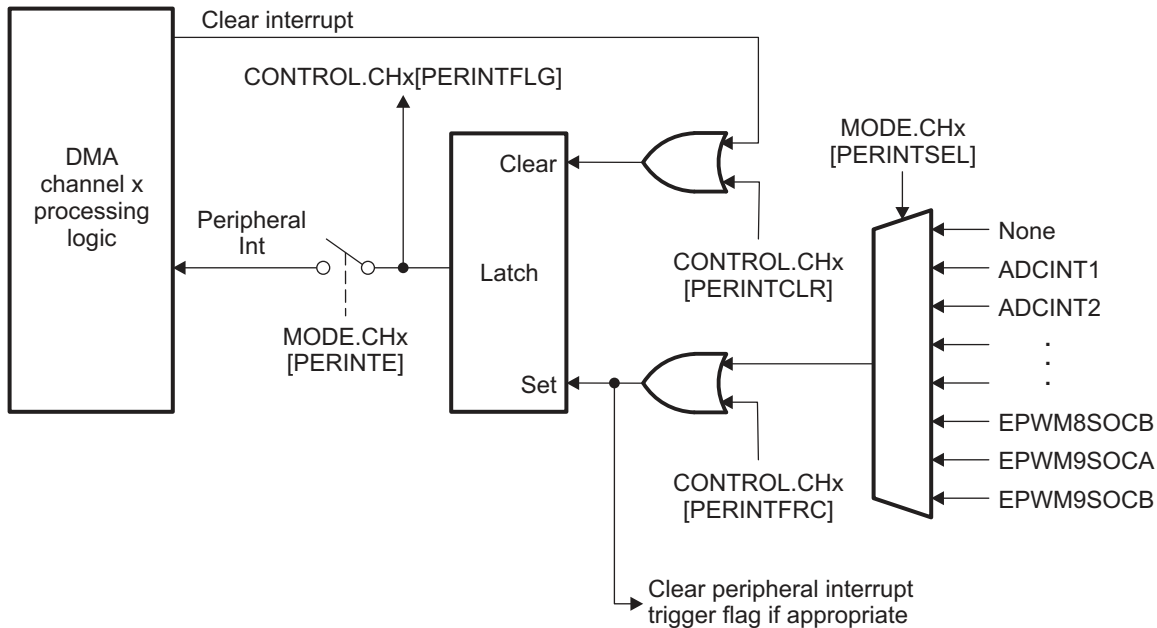 Clear interrupt
CONTROL.CHx[PERINTFLG]
DMA
channel x
processing
logic
Peripheral
Int
MODE.CHx
[PERINTE]
Clear
Latch
Set
CONTROL.CHx
[PERINTCLR]
CONTROL.CHx
[PERINTFRC]
Clear peripheral interrupt
trigger flag if appropriate
MODE.CHx
[PERINTSEL]
None
ADCINT1
ADCINT2
.
.
.
EPWM8SOCB
EPWM9SOCA
EPWM9SOCB